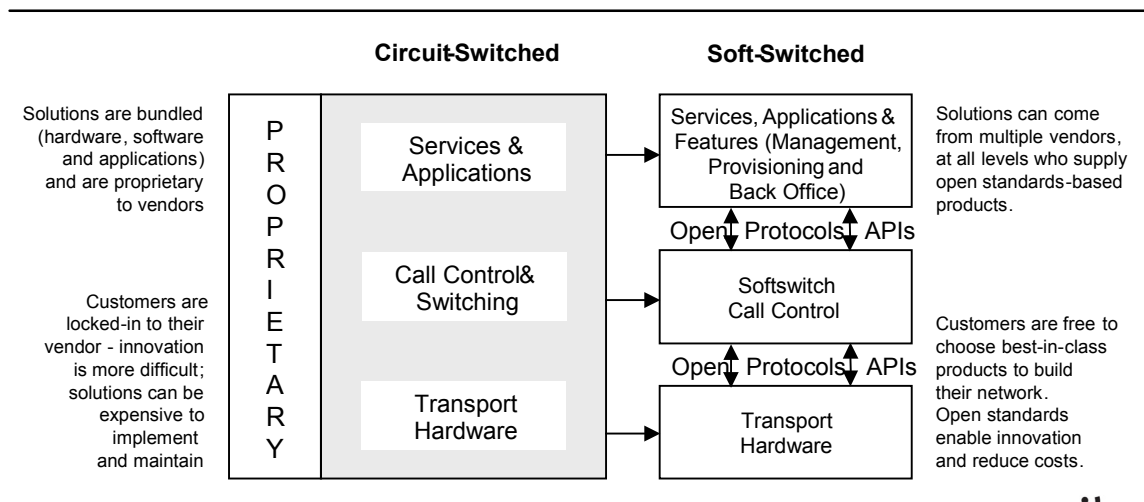 Circuit-Switched
Soft-Switched
Solutions are bundled
(hardware, software
and applications)
and are proprietary
to vendors
Customers are
locked-in to their
vendor - innovation
is more difficult;
solutions can be
expensive to
implement
and maintain
P
R
O
P
R
I
E
T
A
R
Y
Services &
Applications
Call Control&
Switching
Transport
Hardware
Services, Applications &
Features (Management,
Provisioning and
Back Office)
Open Protocols APIs
Softswitch
Call Control
Open Protocols APIs
Transport
Hardware
Solutions can come
from multiple vendors,
at all levels who supply
open standards-based
products.
Customers are free to
choose best-in-class
products to build
their network.
Open standards
enable innovation
and reduce costs.